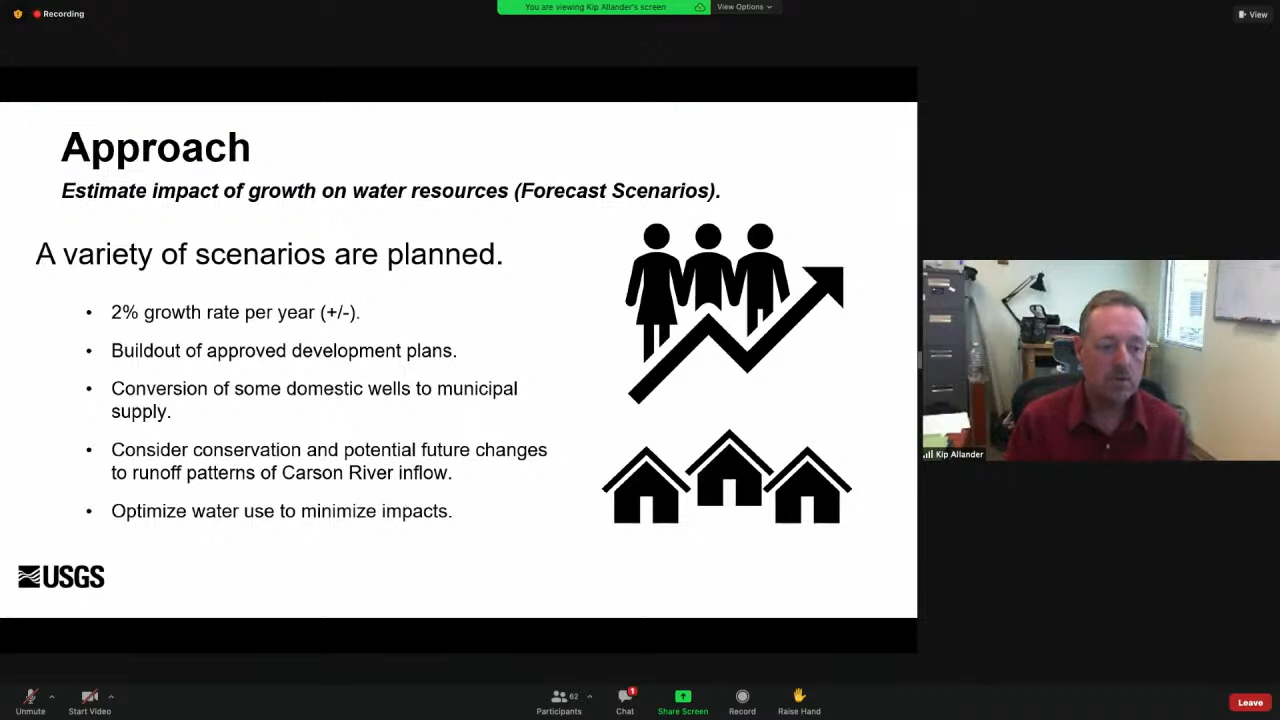 Recording
You are viewing Kip Allander's screen
View Options
View
Approach
Estimate impact of growth on water resources (Forecast Scenarios).
A variety of scenarios are planned.
• 2% growth rate per year (+/-).
• Buildout of approved development plans.
• Conversion of some domestic wells to municipal
supply.
• Consider conservation and potential future changes
to runoff patterns of Carson River inflow.
• Optimize water use to minimize impacts.
USGS
Kip Allander
Unmute
Start Video
62
Participants
1
Chat
Share Screen
Record
Raise Hand
Leave